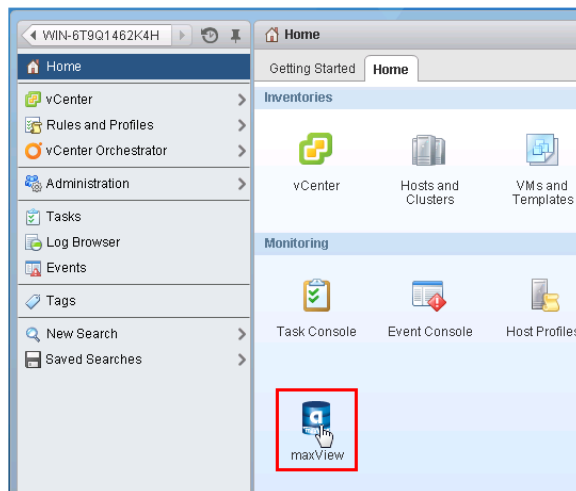 WIN-6T9Q1462K4H
Home
Home
Getting Started Home
vCenter
Rules and Profiles
vCenter Orchestrator
Administration
Tasks
Log Browser
Events
Tags
New Search
Saved Searches
Inventories
vCenter
Hosts and
Clusters
VMs and
Templates
Monitoring
Task Console
Event Console
Host Profiles
maxView